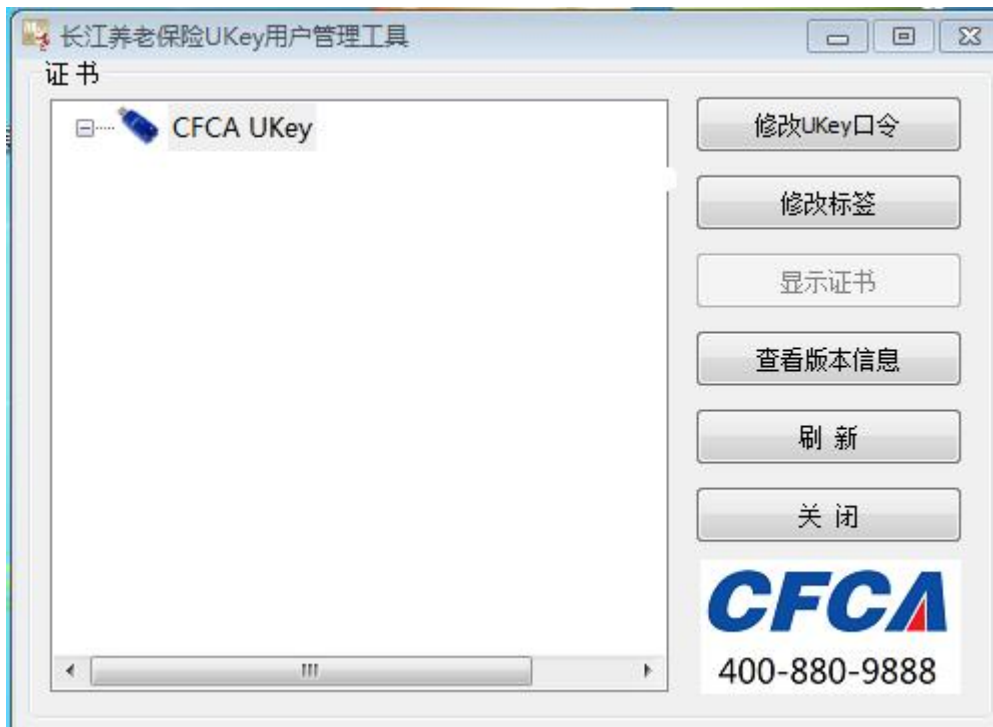 长江养老保险UKey用户管理工具
证书
CFCA UKey
修改UKey口令
修改标签
显示证书
查看版本信息
刷 新
关 闭
CFCA
400-880-9888